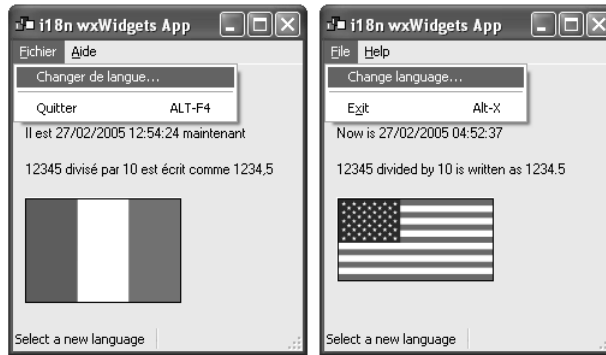 i18n wxWidgets App
Fichier Aide
Changer de langue...
Quitter ALT-F4
Il est 27/02/2005 12:54:24 maintenant
12345 divisé par 10 est écrit comme 1234,5
Select a new language
i18n wxWidgets App
File Help
Change language...
Exit Alt-X
Now is 27/02/2005 04:52:37
12345 divided by 10 is written as 1234.5
Select a new language